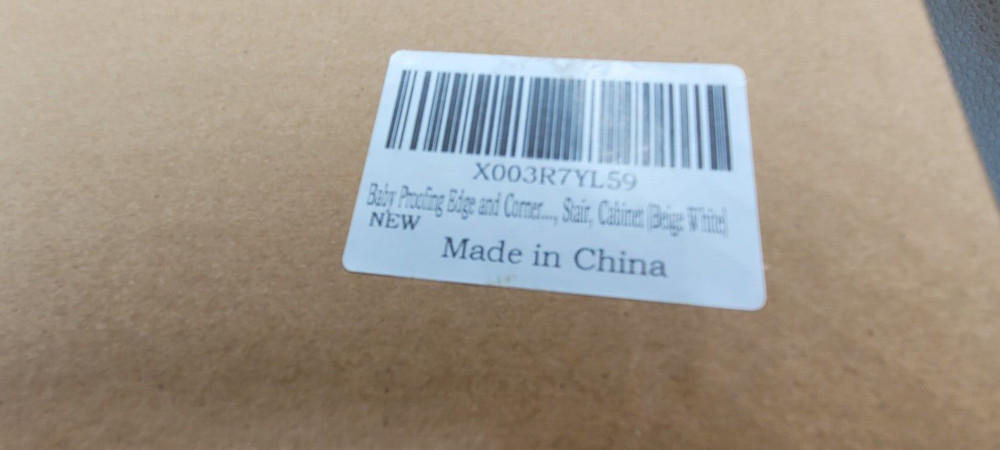 X003R7YL59
Baby Proofing Edge and Corner..., Stair, Cabinet (Beige White)
NEW
Made in China